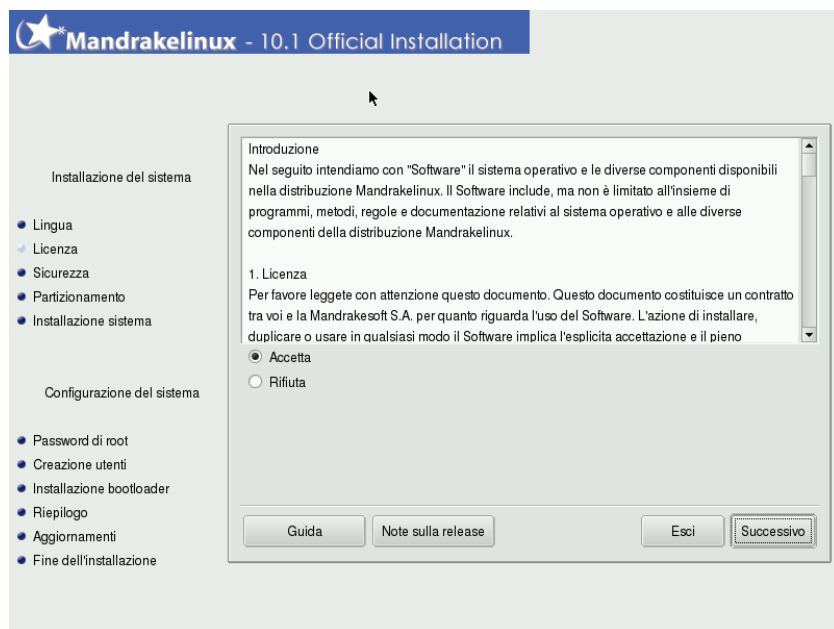 Mandrakelinux - 10.1 Official Installation
Installazione del sistema
Lingua
Licenza
Sicurezza
Partizionamento
Installazione sistema
Configurazione del sistema
Password di root
Creazione utenti
Installazione bootloader
Riepilogo
Aggiornamenti
Fine dell'installazione
Introduzione
Nel seguito intendiamo con "Software" il sistema operativo e le diverse componenti disponibili
nella distribuzione Mandrakelinux. Il Software include, ma non è limitato all'insieme di
programmi, metodi, regole e documentazione relativi al sistema operativo e alle diverse
componenti della distribuzione Mandrakelinux.
1. Licenza
Per favore leggete con attenzione questo documento. Questo documento costituisce un contratto
tra voi e la Mandrakesoft S.A. per quanto riguarda l'uso del Software. L'azione di installare,
duplicare o usare in qualsiasi modo il Software implica l'esplicita accettazione e il pieno
Accetta
Rifiuta
Guida
Note sulla release
Esci
Successivo